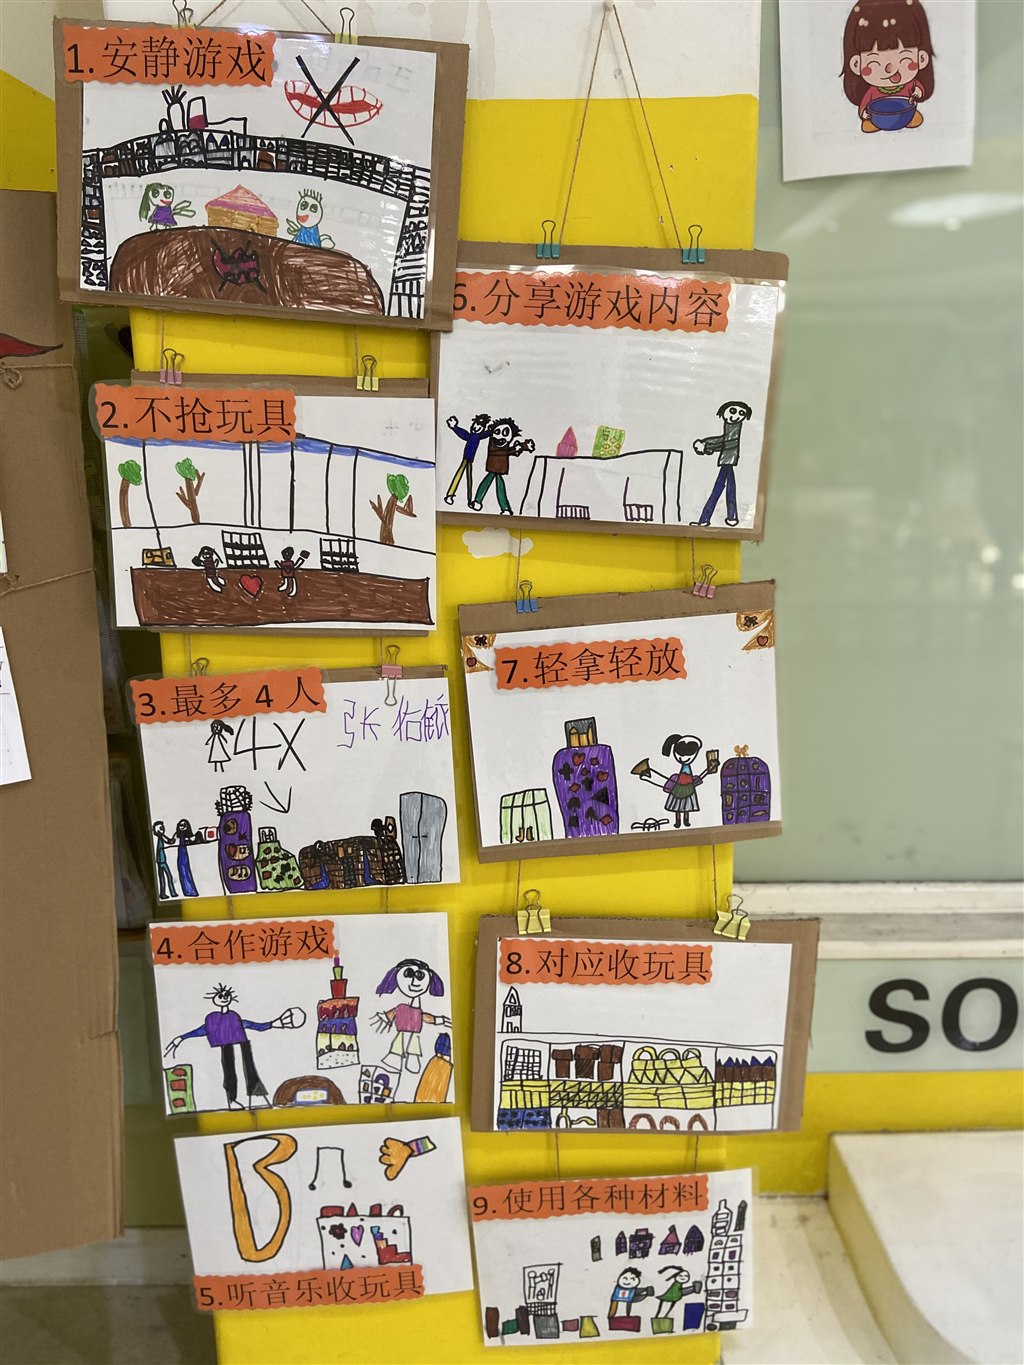 1.安静游戏
2.不抢玩具
3.最多4人
4X
张
4.合作游戏
B
5.听音乐收玩具
6.分享游戏内容
7.轻拿轻放
8.对应收玩具
9.使用各种材料
SO